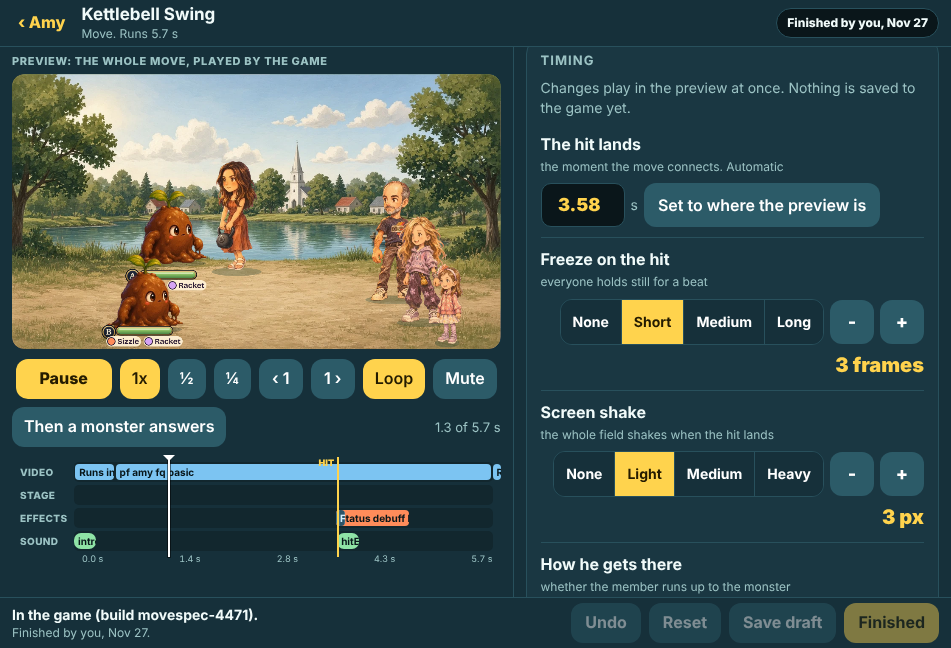 ‹ Amy
Kettlebell Swing
Move. Runs 5.7 s
Finished by you, Nov 27
PREVIEW: THE WHOLE MOVE, PLAYED BY THE GAME
A
Racket
B
Sizzle Racket
Pause 1x ½ ¼ ‹ 1 1 › Loop Mute
Then a monster answers
1.3 of 5.7 s
HIT
VIDEO Runs in pf amy fq basic R
STAGE
EFFECTS F tatus debuff
SOUND intr hitE
0.0 s 1.4 s 2.8 s 4.3 s 5.7 s
TIMING
Changes play in the preview at once. Nothing is saved to
the game yet.
The hit lands
the moment the move connects. Automatic
3.58 s Set to where the preview is
Freeze on the hit
everyone holds still for a beat
None Short Medium Long - +
3 frames
Screen shake
the whole field shakes when the hit lands
None Light Medium Heavy - +
3 px
How he gets there
whether the member runs up to the monster
In the game (build movespec-4471).
Finished by you, Nov 27.
Undo Reset Save draft Finished